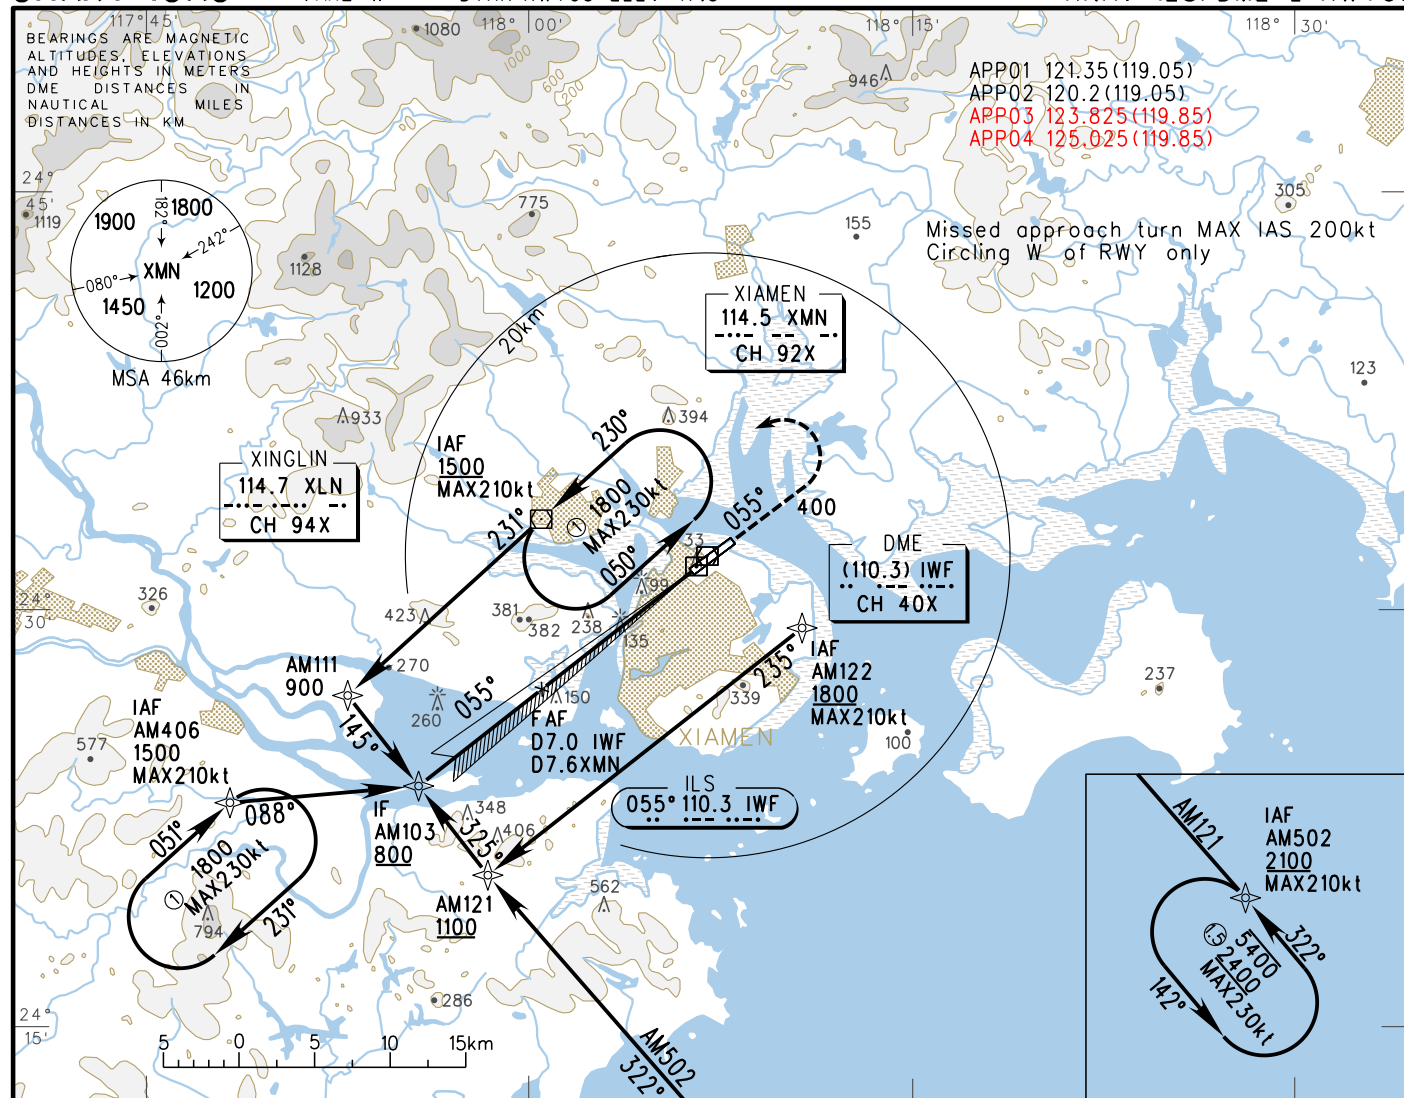 117°45'
118°00'
118°15'
118°30'
BEARINGS ARE MAGNETIC
ALTITUDES, ELEVATIONS
AND HEIGHTS IN METERS
DME DISTANCES IN
NAUTICAL MILES
DISTANCES IN KM
1080
1000
600
200
946
APP01 121.35(119.05)
APP02 120.2(119.05)
APP03 123.825(119.85)
APP04 125.025(119.85)
24°
45'
1119
1900
182°
1800
242°
XMN
080°
1450
1200
002°
MSA 46km
775
1128
155
305
Missed approach turn MAX IAS 200kt
Circling W of RWY only
20km
XIAMEN
114.5 XMN
CH 92X
123
933
394
XINGLIN
114.7 XLN
CH 94X
IAF
1500
MAX210kt
230°
231°
1 1800
MAX230kt
050°
055°
400
33
DME
(110.3) IWF
CH 40X
99
24°
30'
326
423
381
382
238
135
270
235°
IAF
AM122
1800
MAX210kt
237
AM111
900
145°
055°
260
150
339
100
XIAMEN
FAF
D7.0 IWF
D7.6XMN
IAF
AM406
1500
MAX210kt
577
088°
051°
1 1800
MAX230kt
231°
794
IF
AM103
800
348
406
325°
ILS
055° 110.3 IWF
AM121
1100
562
286
24°
15'
5 0 5 10 15km
AM502
322°
AM121
IAF
AM502
2100
MAX210kt
322°
1.5 5400
2400
MAX230kt
142°